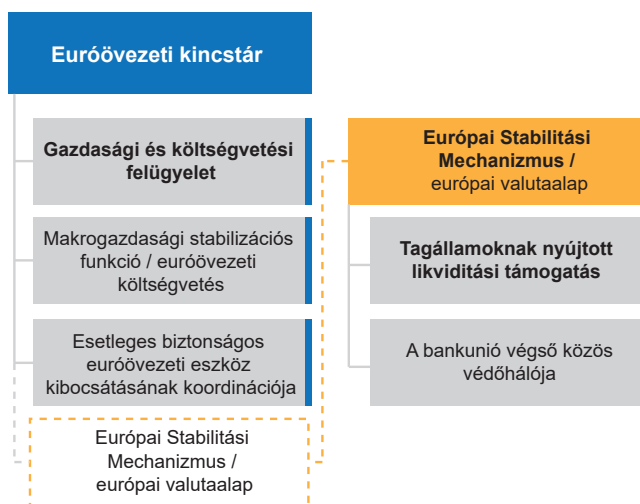 Euróövezeti kincstár
Gazdasági és költségvetési
felügyelet
Makrogazdasági stabilizációs
funkció / euróövezeti
költségvetés
Esetleges biztonságos
euróövezeti eszköz
kibocsátásának koordinációja
Európai Stabilitási
Mechanizmus /
európai valutaalap
Európai Stabilitási
Mechanizmus /
európai valutaalap
Tagállamoknak nyújtott
likviditási támogatás
A bankunió végső közös
védőhálója